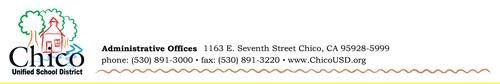 Chico
Unified School District
Administrative Offices 1163 E. Seventh Street Chico, CA 95928-5999
phone: (530) 891-3000 • fax: (530) 891-3220 • www.ChicoUSD.org